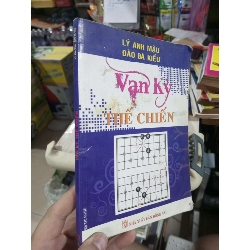 LÝ ANH MẬU
ĐÀO BÁ KIỀU
Vạn Kỳ
THẾ CHIẾN